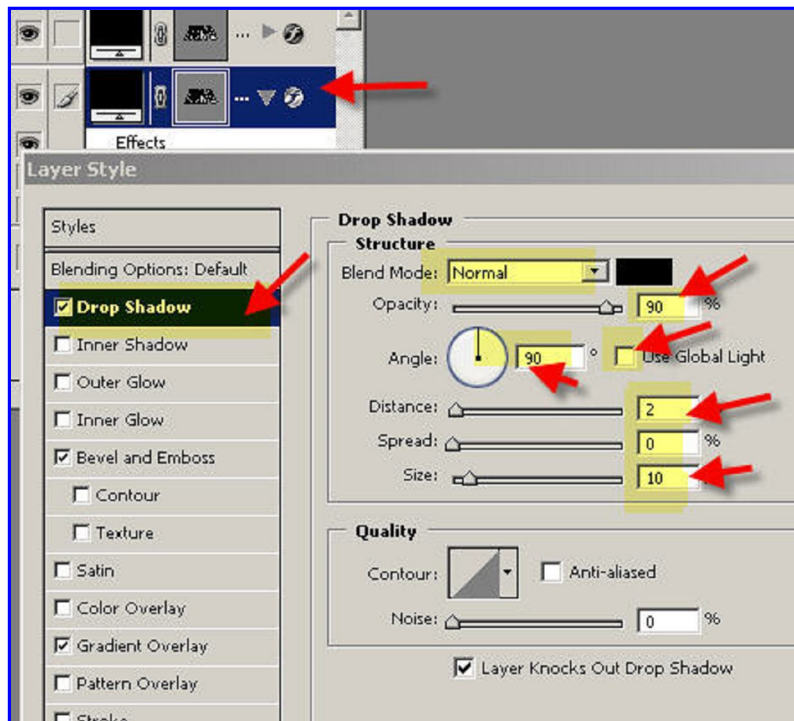 Effects
Layer Style
Styles
Blending Options: Default
Drop Shadow
Inner Shadow
Outer Glow
Inner Glow
Bevel and Emboss
Contour
Texture
Satin
Color Overlay
Gradient Overlay
Pattern Overlay
Stroke
Drop Shadow
Structure
Blend Mode: Normal
Opacity: 90 %
Angle: 90 ° Use Global Light
Distance: 2
Spread: 0 %
Size: 10
Quality
Contour: Anti-aliased
Noise: 0 %
Layer Knocks Out Drop Shadow